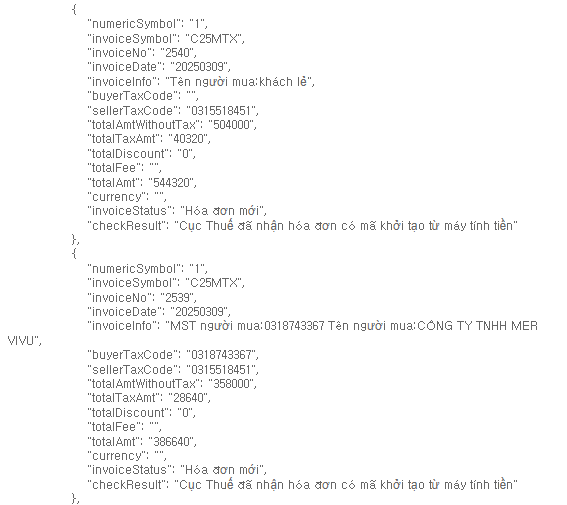 {
"numericSymbol": "1",
"invoiceSymbol": "C25MTX",
"invoiceNo": "2540",
"invoiceDate": "20250309",
"invoiceInfo": "Tên người mua:khách lẻ",
"buyerTaxCode": "",
"sellerTaxCode": "0315518451",
"totalAmtWithoutTax": "504000",
"totalTaxAmt": "40320",
"totalDiscount": "0",
"totalFee": "",
"totalAmt": "544320",
"currency": "",
"invoiceStatus": "Hóa đơn mới",
"checkResult": "Cục Thuế đã nhận hóa đơn có mã khởi tạo từ máy tính tiền"
},
{
"numericSymbol": "1",
"invoiceSymbol": "C25MTX",
"invoiceNo": "2539",
"invoiceDate": "20250309",
"invoiceInfo": "MST người mua:0318743367 Tên người mua:CÔNG TY TNHH MER
VIVU",
"buyerTaxCode": "0318743367",
"sellerTaxCode": "0315518451",
"totalAmtWithoutTax": "358000",
"totalTaxAmt": "28640",
"totalDiscount": "0",
"totalFee": "",
"totalAmt": "386640",
"currency": "",
"invoiceStatus": "Hóa đơn mới",
"checkResult": "Cục Thuế đã nhận hóa đơn có mã khởi tạo từ máy tính tiền"
},